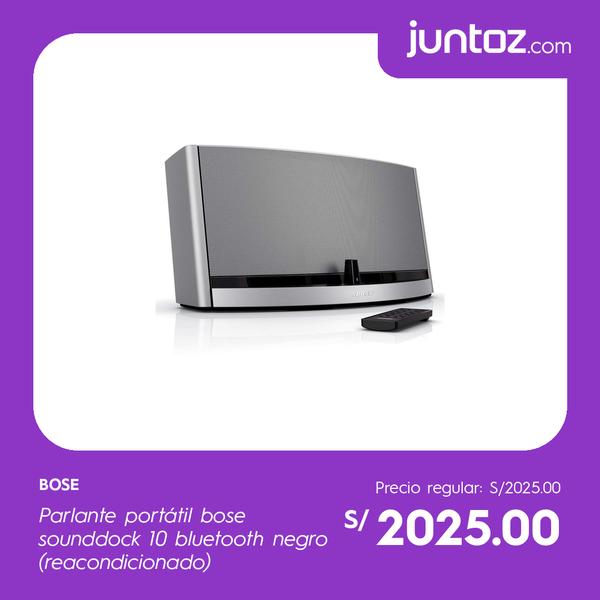 juntoz.com
BOSE
Parlante portátil bose
sounddock 10 bluetooth negro
(reacondicionado)
Precio regular: S/2025.00
S/ 2025.00